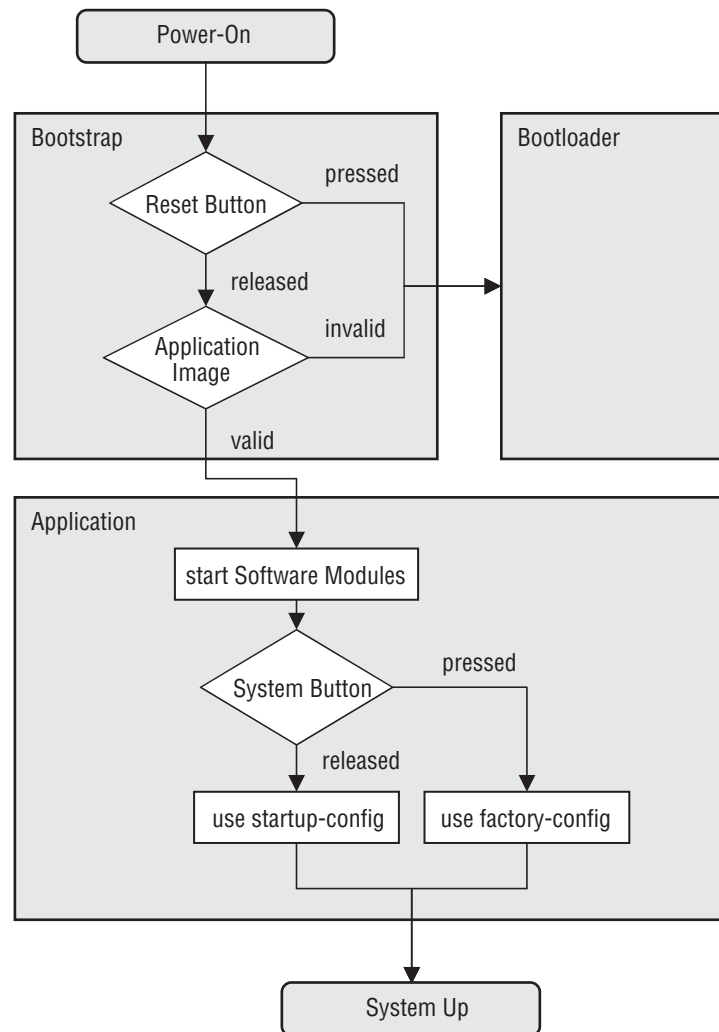 Power-On
Bootstrap
Bootloader
pressed
Reset Button
released
invalid
Application
Image
valid
Application
start Software Modules
pressed
System Button
released
use startup-config
use factory-config
System Up